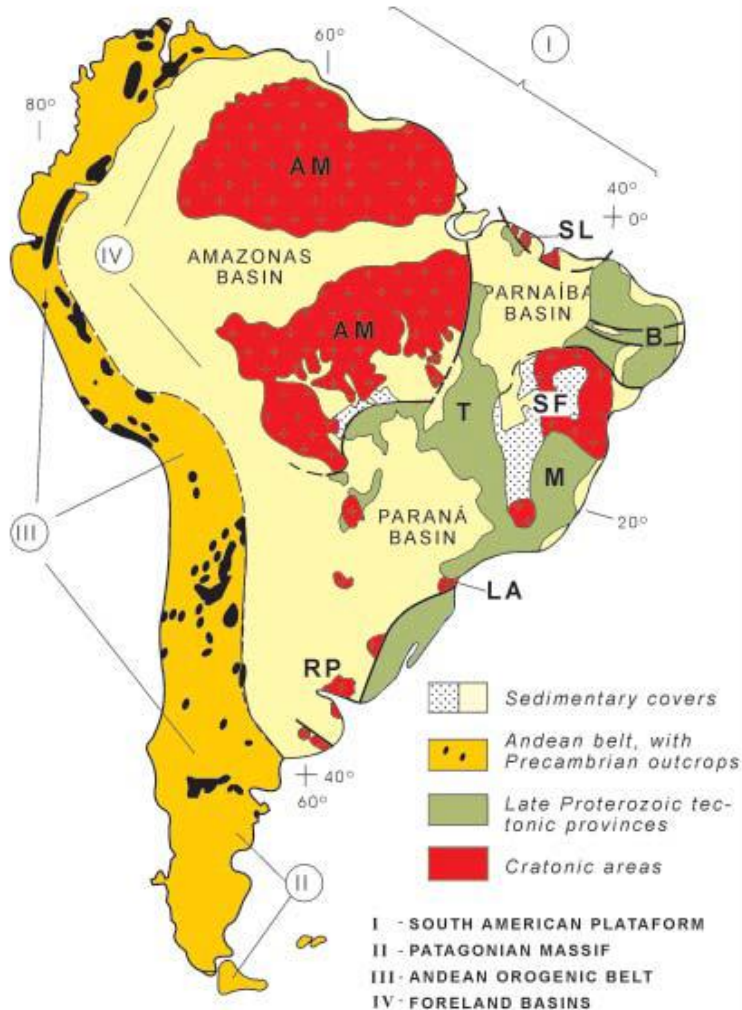 60°
I
80°
AM
40°
0°
SL
IV
AMAZONAS
BASIN
PARNAÍBA
BASIN
AM
B
T
SF
M
III
PARANÁ
BASIN
20°
LA
RP
Sedimentary covers
Andean belt, with
Precambrian outcrops
40°
60°
Late Proterozoic tec-
tonic provinces
Cratonic areas
II
I - SOUTH AMERICAN PLATAFORM
II - PATAGONIAN MASSIF
III - ANDEAN OROGENIC BELT
IV - FORELAND BASINS